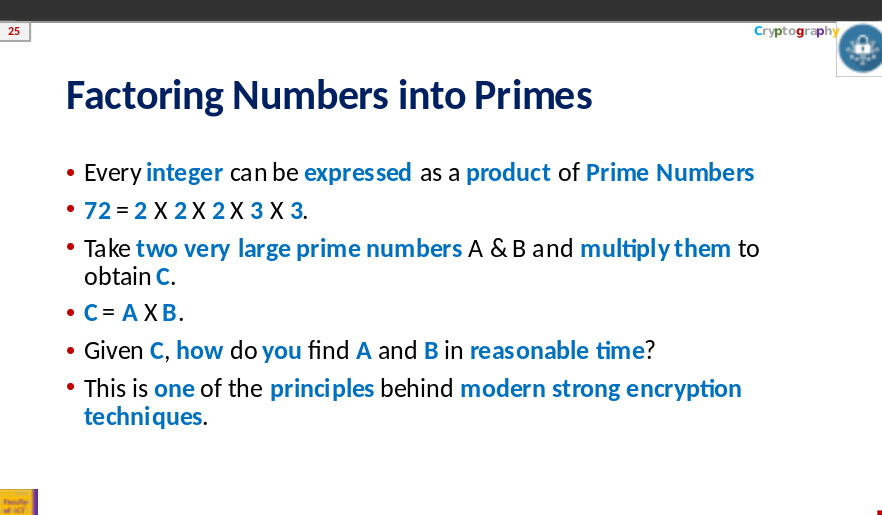 25
Cryptography
Factoring Numbers into Primes
• Every integer can be expressed as a product of Prime Numbers
• 72 = 2 X 2 X 2 X 3 X 3.
• Take two very large prime numbers A & B and multiply them to
obtain C.
• C = A X B.
• Given C, how do you find A and B in reasonable time?
• This is one of the principles behind modern strong encryption
techniques.
Faculty
of ICT